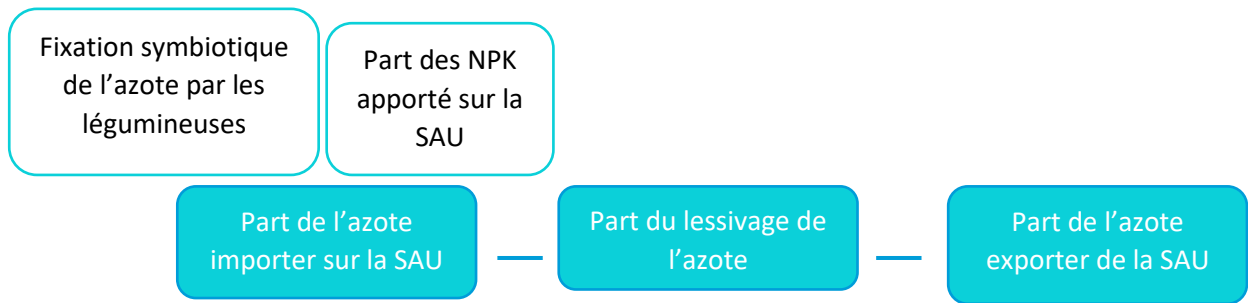 Fixation symbiotique
de l’azote par les
légumineuses
Part des NPK
apporté sur la
SAU
Part de l’azote
importer sur la SAU
Part du lessivage de
l’azote
Part de l’azote
exporter de la SAU